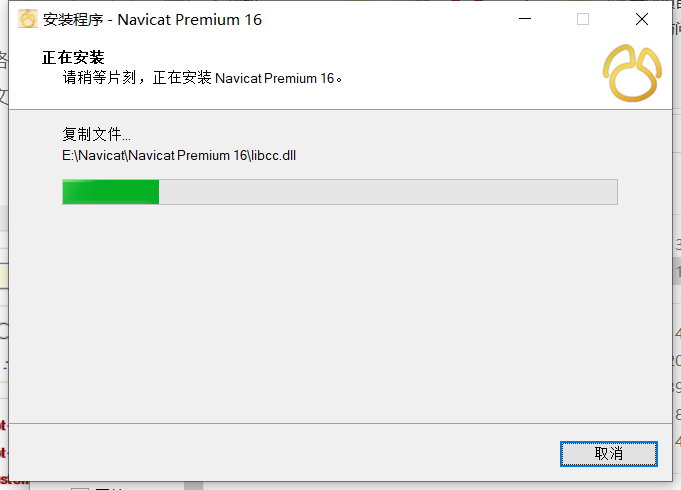 安装程序 - Navicat Premium 16
正在安装
请稍等片刻，正在安装 Navicat Premium 16。
复制文件...
E:\Navicat\Navicat Premium 16\libcc.dll
取消